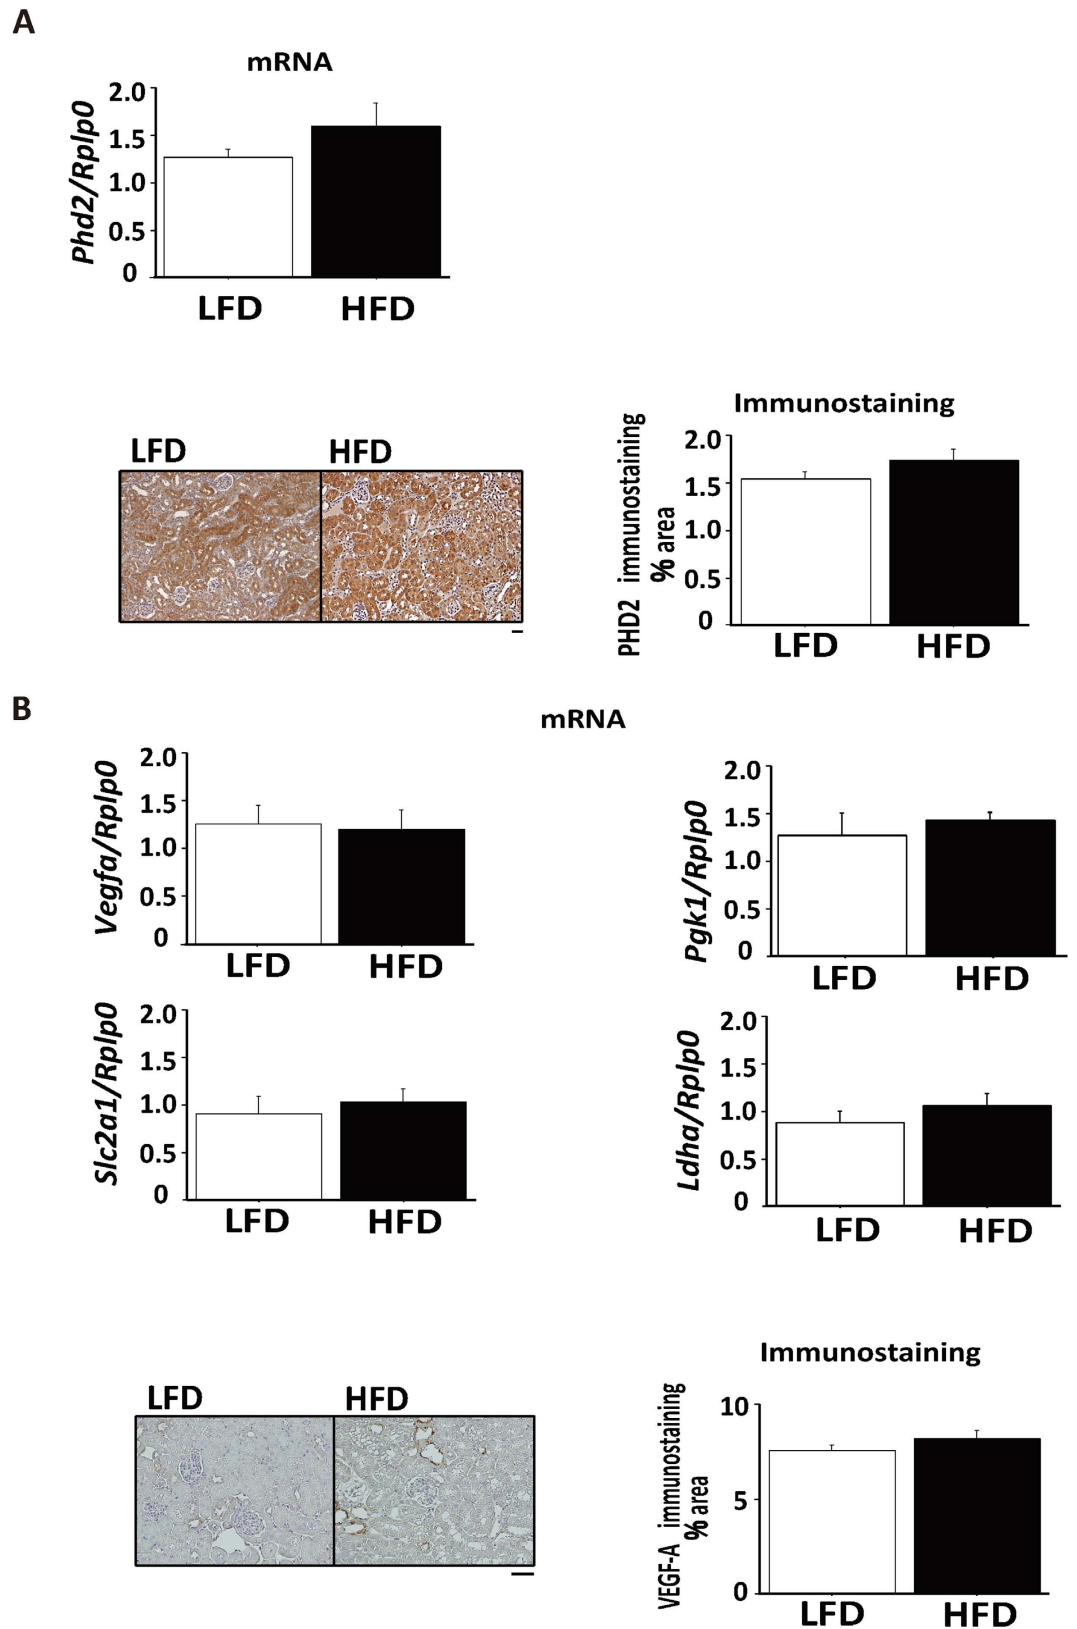 A
mRNA
Phd2/Rplp0
2.0
1.5
1.0
0.5
0
LFD
HFD
LFD
HFD
Immunostaining
PHD2 immunostaining
% area
2.0
1.5
1.0
0.5
0
LFD
HFD
B
mRNA
Vegfa/Rplp0
2.0
1.5
1.0
0.5
0
LFD
HFD
Pgk1/Rplp0
2.0
1.5
1.0
0.5
0
LFD
HFD
Slc2a1/Rplp0
2.0
1.5
1.0
0.5
0
LFD
HFD
Ldha/Rplp0
2.0
1.5
1.0
0.5
0
LFD
HFD
LFD
HFD
Immunostaining
VEGF-A immunostaining
% area
10
5
0
LFD
HFD